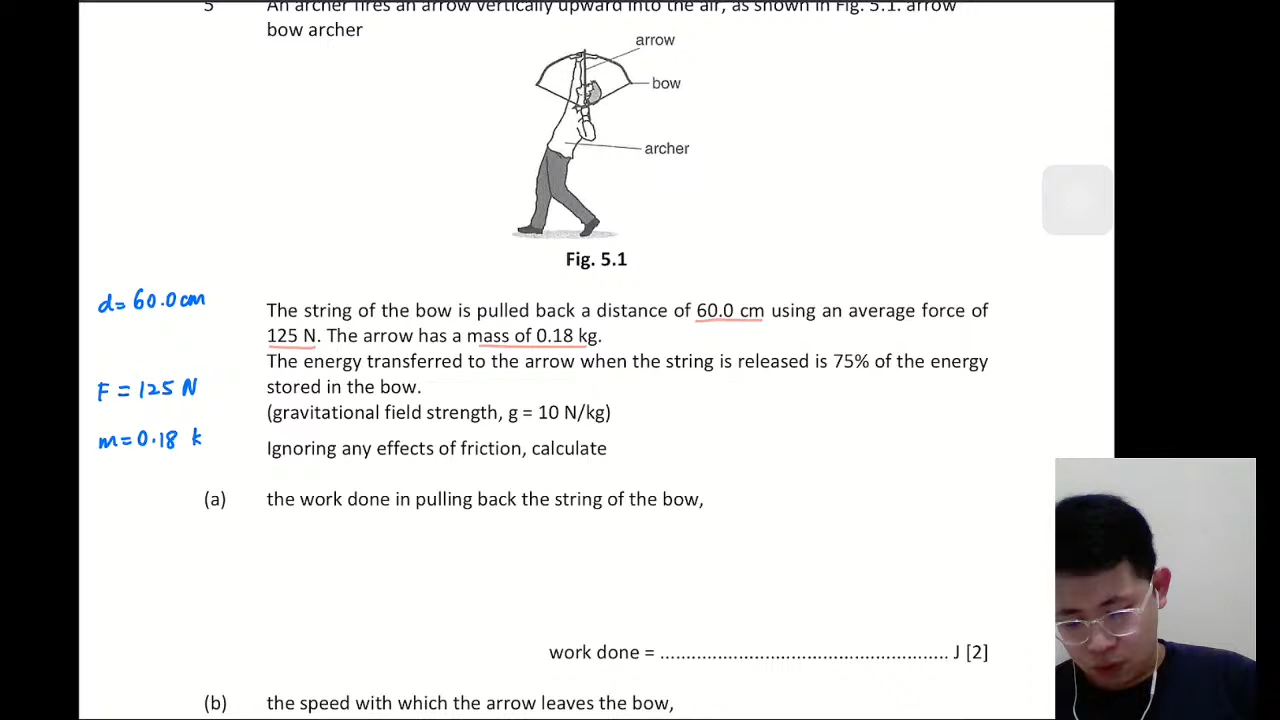 5 An archer fires an arrow vertically upward into the air, as shown in Fig. 5.1. arrow
bow archer
arrow
bow
archer
Fig. 5.1
d= 60.0cm
The string of the bow is pulled back a distance of 60.0 cm using an average force of
125 N. The arrow has a mass of 0.18 kg.
The energy transferred to the arrow when the string is released is 75% of the energy
F = 125 N
stored in the bow.
(gravitational field strength, g = 10 N/kg)
m=0.18 k
Ignoring any effects of friction, calculate
(a) the work done in pulling back the string of the bow,
work done = ....................................................... J [2]
(b) the speed with which the arrow leaves the bow,